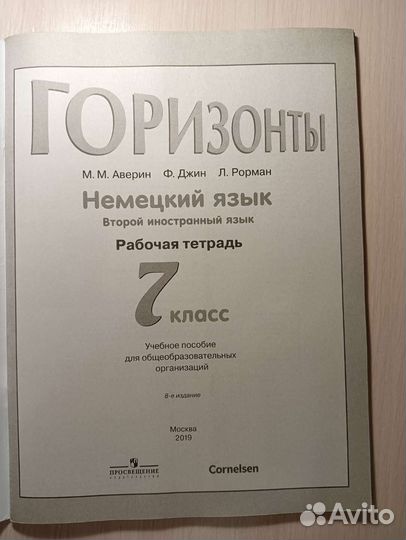 ГОРИЗОНТЫ
М. М. Аверин Ф. Джин Л. Рорман
Немецкий язык
Второй иностранный язык
Рабочая тетрадь
7 класс
Учебное пособие
для общеобразовательных
организаций
8-е издание
Москва
2019
ПРОСВЕЩЕНИЕ
ИЗДАТЕЛЬСТВО
Cornelsen
Avito